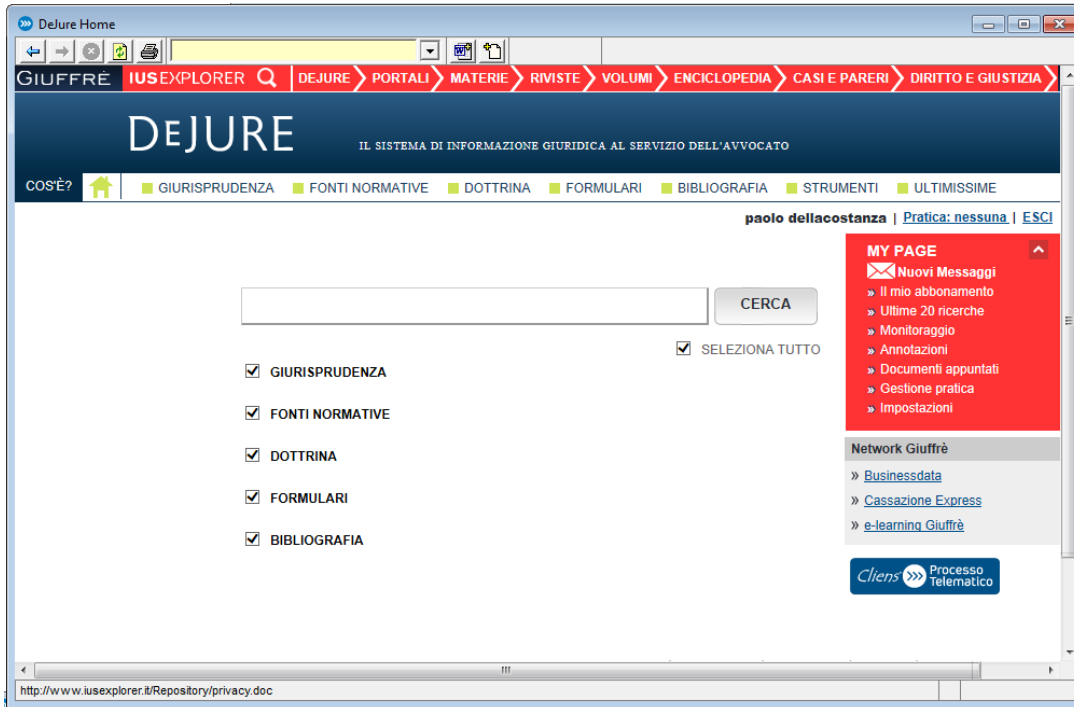 DeJure Home
GIUFFRÈ IUSEXPLORER DEJURE PORTALI MATERIE RIVISTE VOLUMI ENCICLOPEDIA CASI E PARERI DIRITTO E GIUSTIZIA
DEJURE IL SISTEMA DI INFORMAZIONE GIURIDICA AL SERVIZIO DELL'AVVOCATO
COS'È? GIURISPRUDENZA FONTI NORMATIVE DOTTRINA FORMULARI BIBLIOGRAFIA STRUMENTI ULTIMISSIME
paolo dellacostanza | Pratica: nessuna | ESCI
CERCA
SELEZIONA TUTTO
GIURISPRUDENZA
FONTI NORMATIVE
DOTTRINA
FORMULARI
BIBLIOGRAFIA
MY PAGE
Nuovi Messaggi
» Il mio abbonamento
» Ultime 20 ricerche
» Monitoraggio
» Annotazioni
» Documenti appuntati
» Gestione pratica
» Impostazioni
Network Giuffrè
» Businessdata
» Cassazione Express
» e-learning Giuffrè
Cliens Processo
Telematico
http://www.iusexplorer.it/Repository/privacy.doc